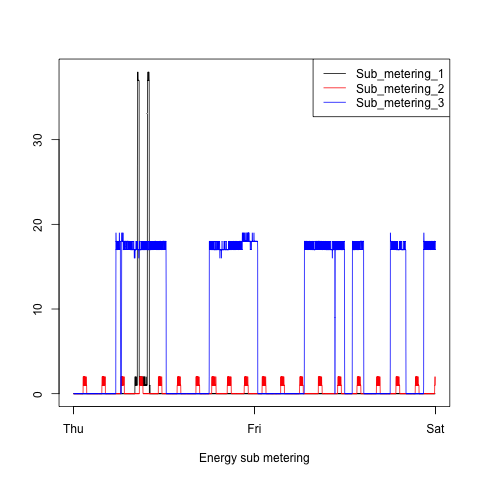 Sub_metering_1
Sub_metering_2
Sub_metering_3
30
20
10
0
Thu Fri Sat
Energy sub metering